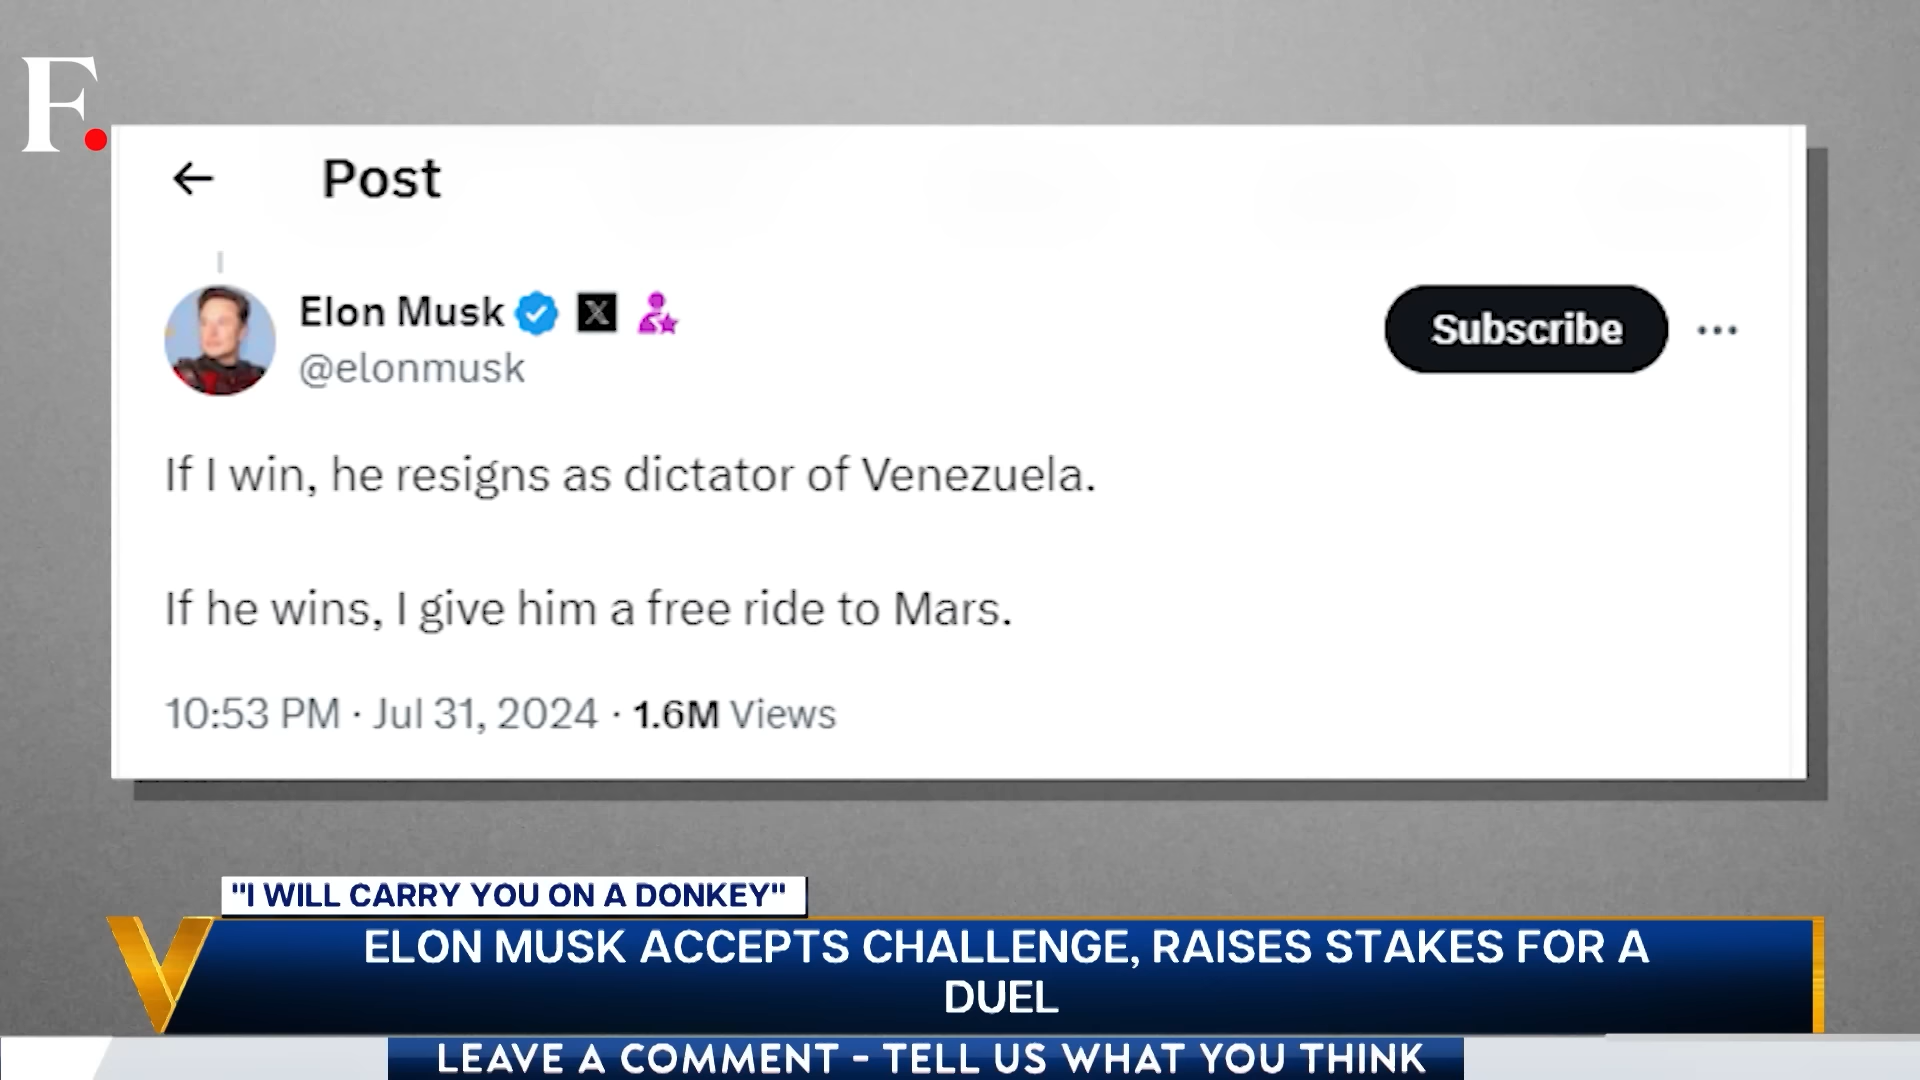 F.
Post
Elon Musk
@elonmusk
Subscribe
If I win, he resigns as dictator of Venezuela.
If he wins, I give him a free ride to Mars.
10:53 PM · Jul 31, 2024 · 1.6M Views
"I WILL CARRY YOU ON A DONKEY"
ELON MUSK ACCEPTS CHALLENGE, RAISES STAKES FOR A
DUEL
LEAVE A COMMENT - TELL US WHAT YOU THINK